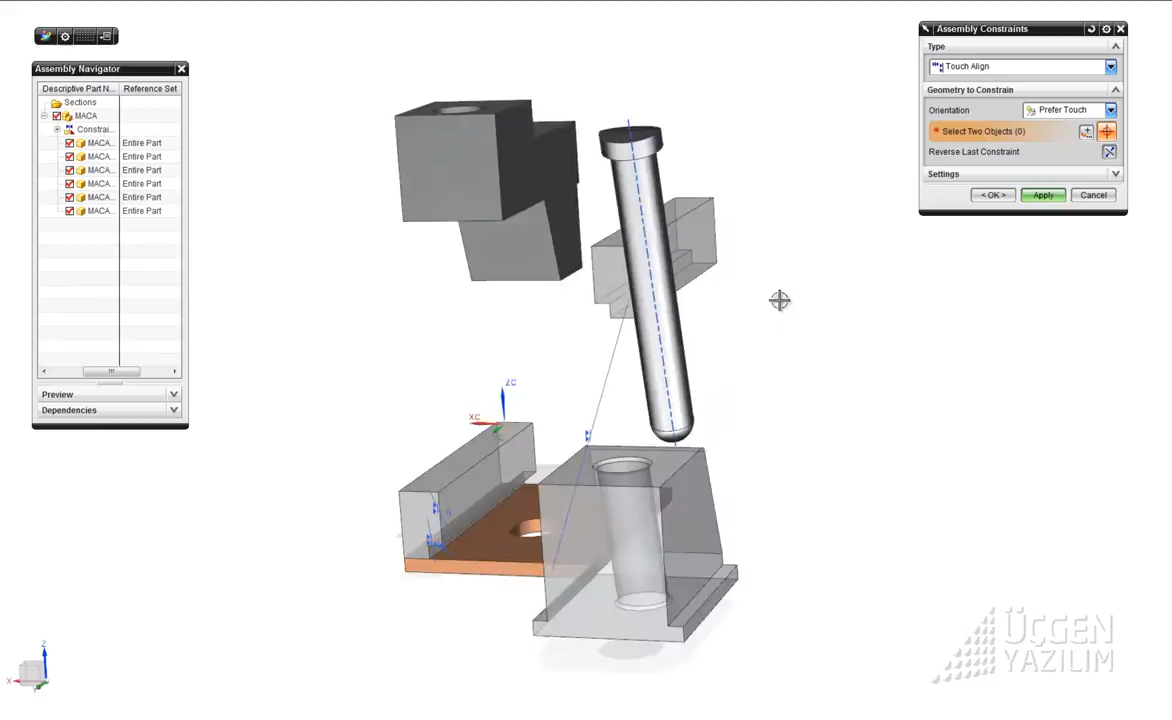 Assembly Navigator
Descriptive Part N... Reference Set
Sections
MACA
Constrai...
MACA... Entire Part
MACA... Entire Part
MACA... Entire Part
MACA... Entire Part
MACA... Entire Part
MACA... Entire Part
Preview
Dependencies
Assembly Constraints
Type
Touch Align
Geometry to Constrain
Orientation Prefer Touch
* Select Two Objects (0)
Reverse Last Constraint
Settings
< OK > Apply Cancel
ZC
XC
Z
X
Y
ÜÇGEN
YAZILIM